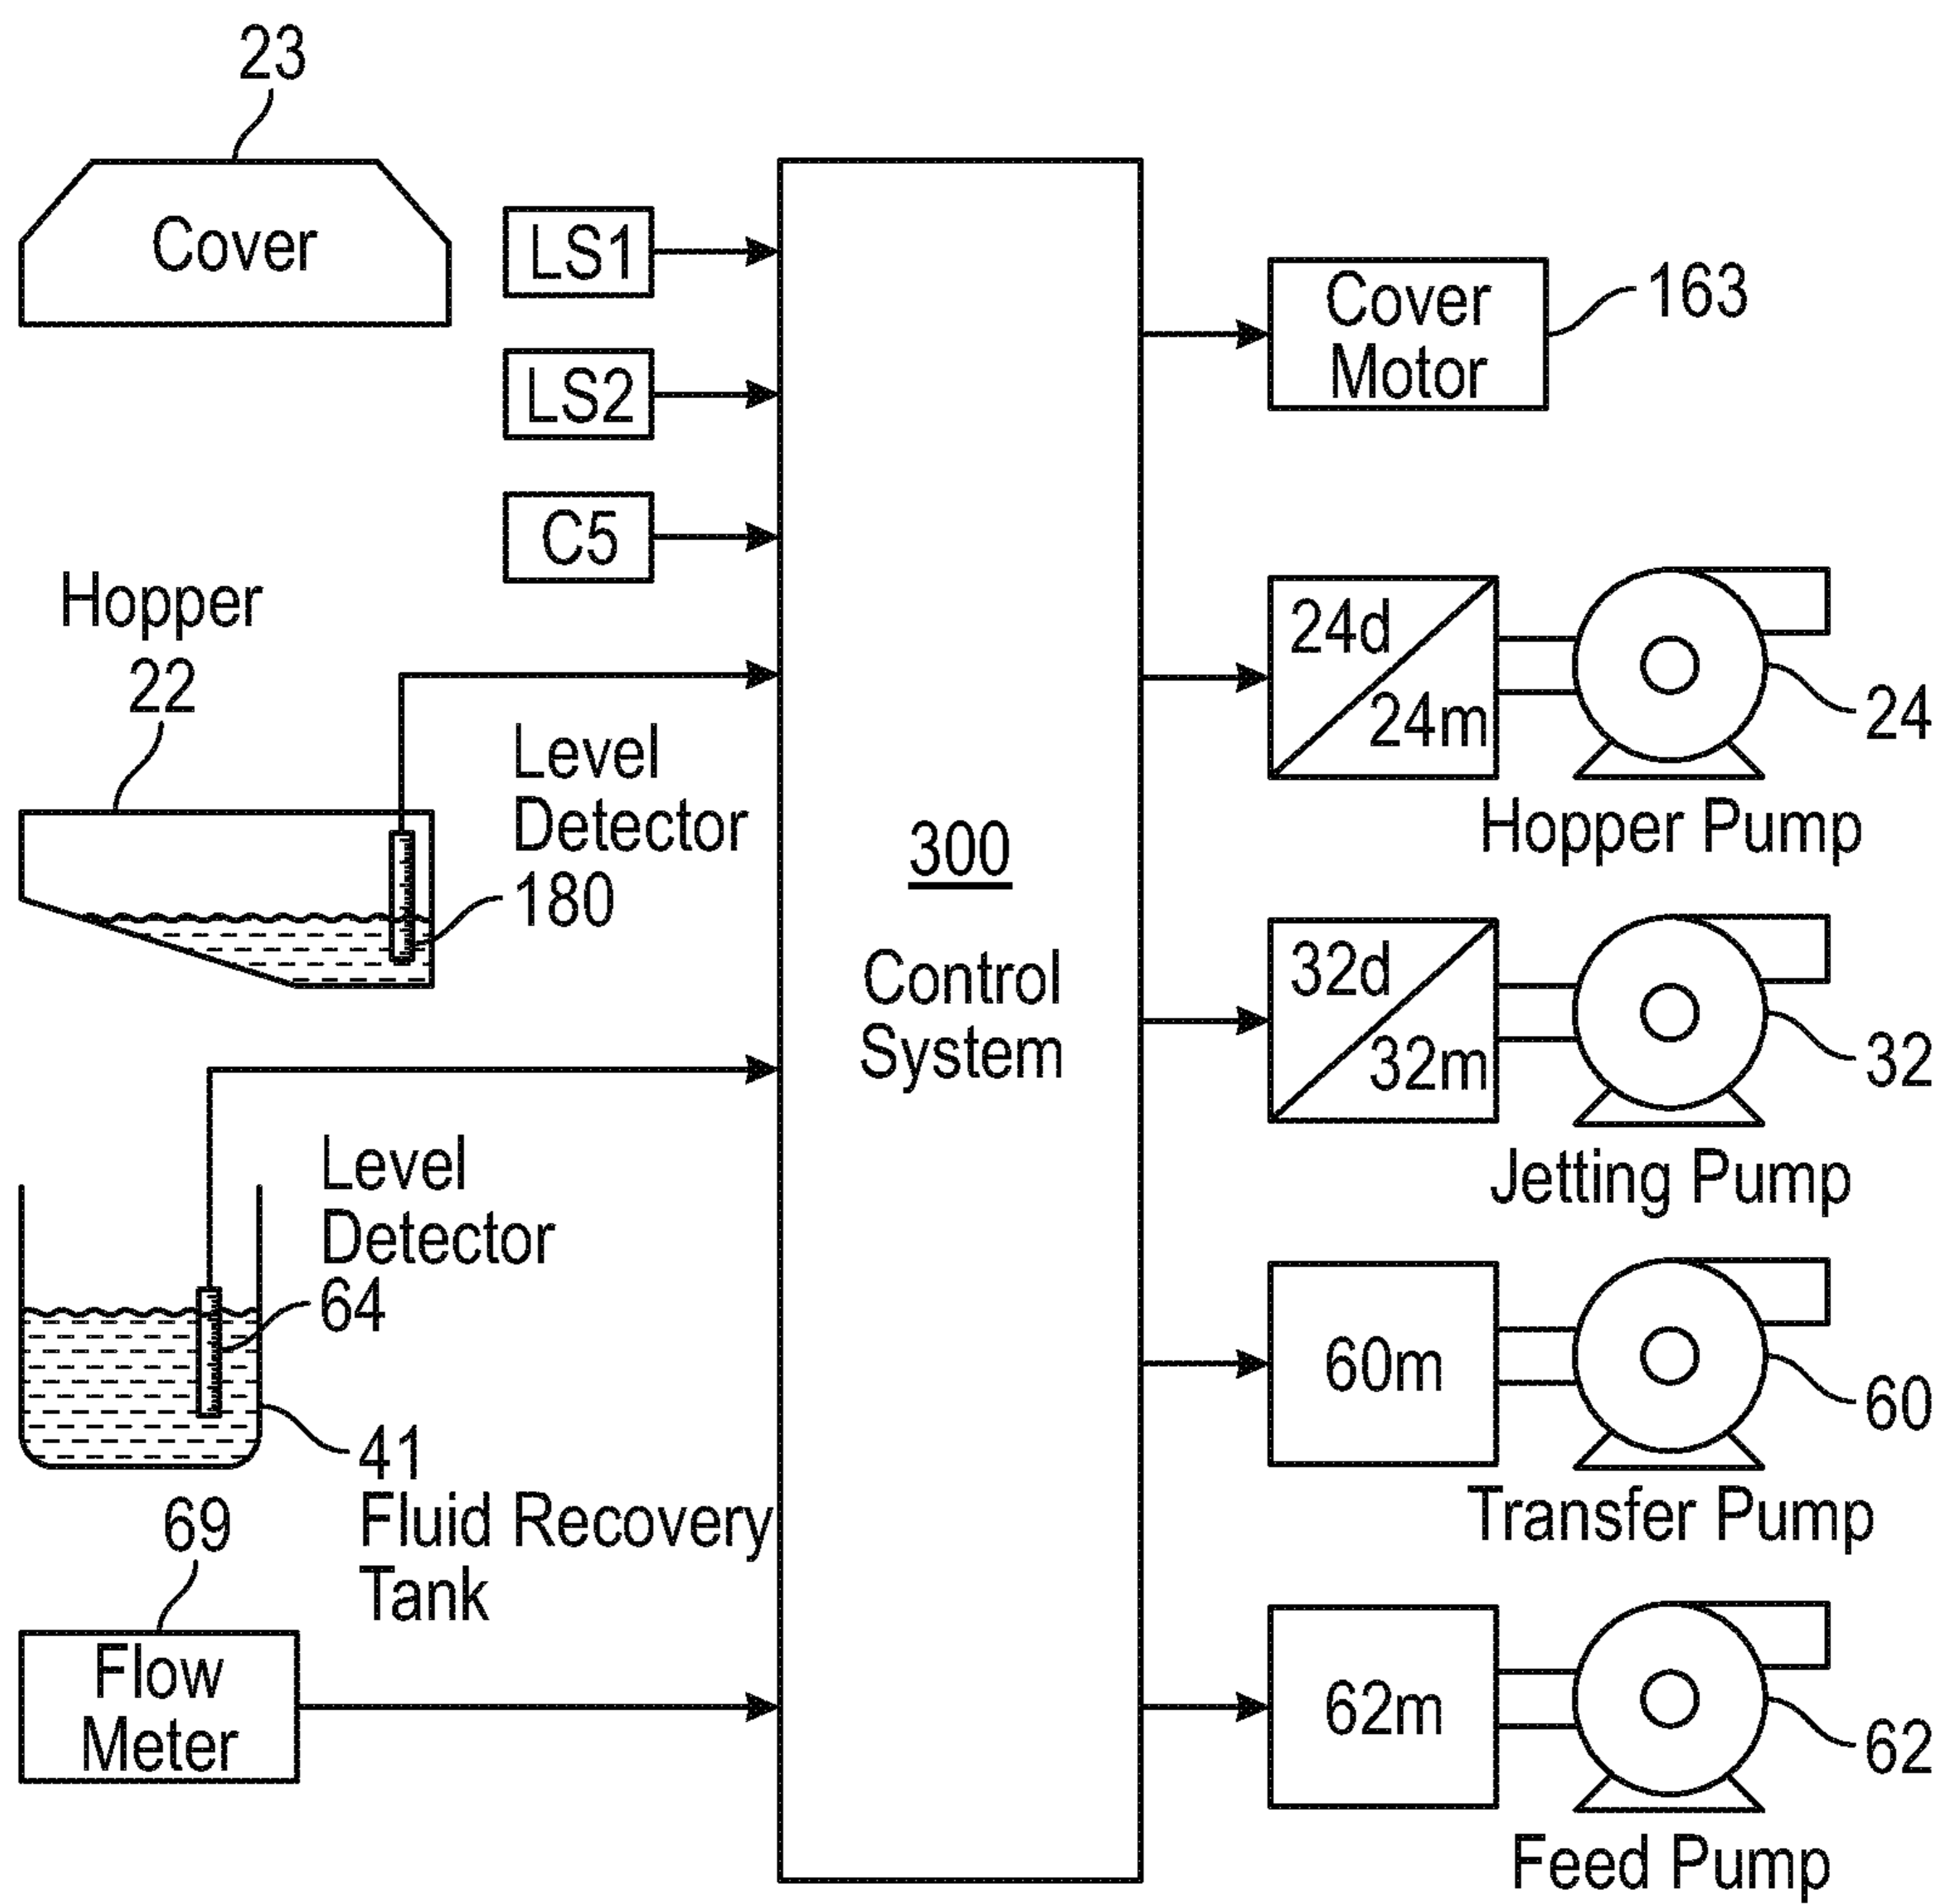 23
Cover
LS1
LS2
C5
Hopper
22
Level
Detector
180
Level
Detector
64
41
Fluid Recovery
Tank
69
Flow
Meter
300
Control
System
Cover
Motor
163
24d
24m
24
Hopper Pump
32d
32m
32
Jetting Pump
60m
60
Transfer Pump
62m
62
Feed Pump